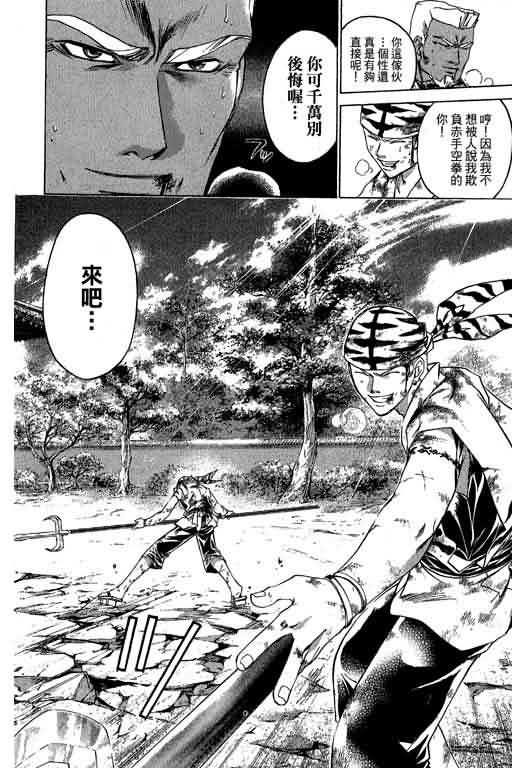 你這傢伙
…個性還
真是有夠
直接呢！
哼！因為我不
想被人說我欺
負赤手空拳的
你！
你可千萬別
後悔喔…
來吧…